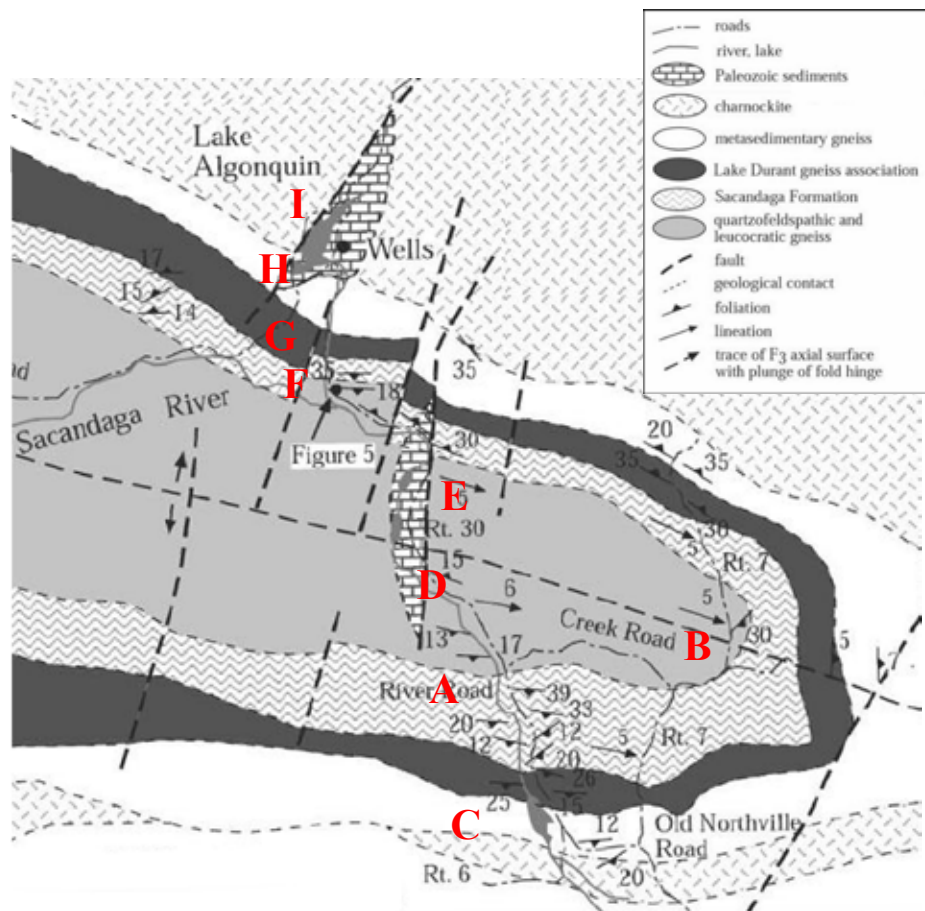 roads
river, lake
Paleozoic sediments
charnockite
metasedimentary gneiss
Lake Durant gneiss association
Sacandaga Formation
quartzofeldspathic and
leucocratic gneiss
fault
geological contact
foliation
lineation
trace of F3 axial surface
with plunge of fold hinge
Lake
Algonquin
I
Wells
H
17
15
14
G
F
35
18
35
Sacandaga River
Figure 5
30
20
35
35
E
5
Rt. 30
30
5
Rt. 7
15
D
6
5
Creek Road
B
30
5
13
17
A
River Road
39
33
20
12
12
5
Rt. 7
20
26
25
15
C
12
Old Northville
Road
Rt. 6
20